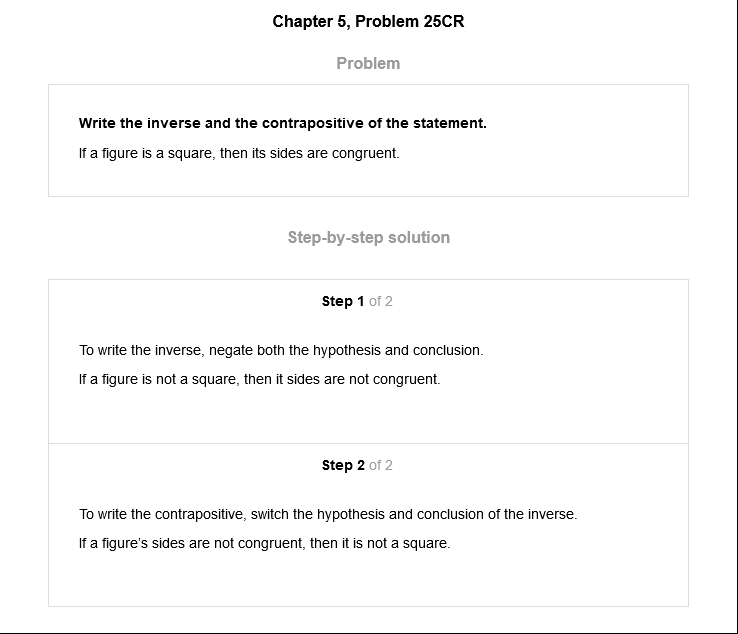 Chapter 5, Problem 25CR
Problem
Write the inverse and the contrapositive of the statement.
If a figure is a square, then its sides are congruent.
Step-by-step solution
Step 1 of 2
To write the inverse, negate both the hypothesis and conclusion.
If a figure is not a square, then it sides are not congruent.
Step 2 of 2
To write the contrapositive, switch the hypothesis and conclusion of the inverse.
If a figure's sides are not congruent, then it is not a square.